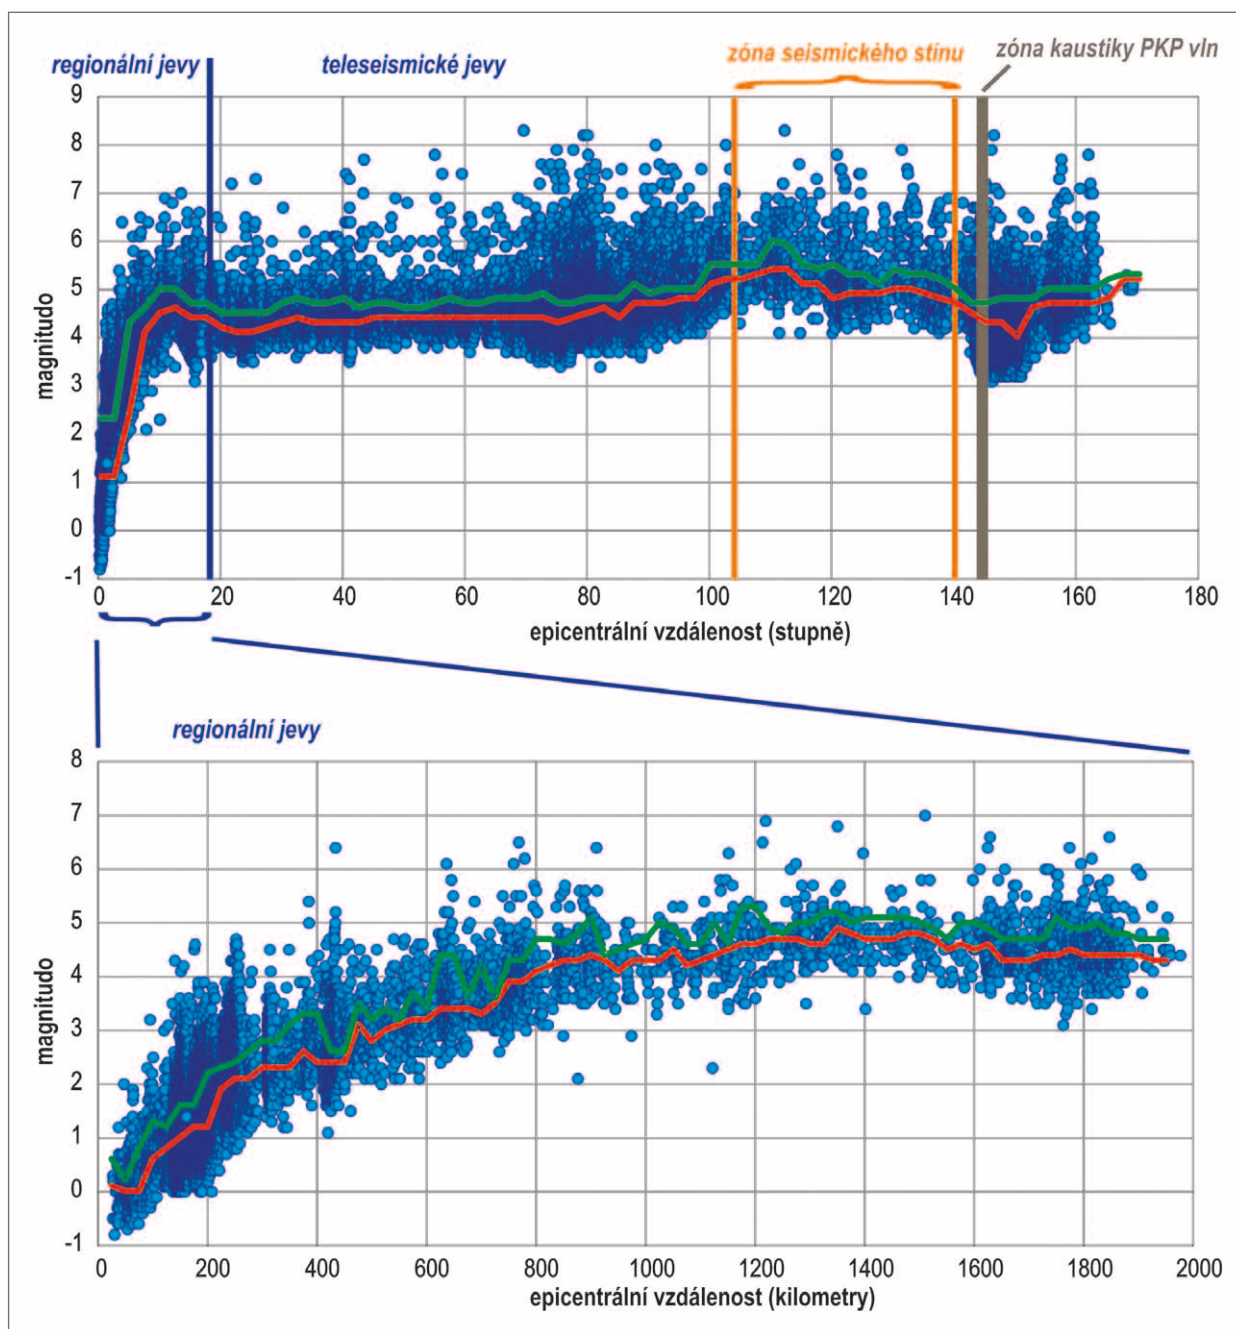 zóna seismického stínu
zóna kaustiky PKP vln
regionální jevy
teleseismické jevy
9
8
7
6
5
4
3
2
1
0
-1
magnitudo
0 20 40 60 80 100 120 140 160 180
epicentrální vzdálenost (stupně)
regionální jevy
8
7
6
5
4
3
2
1
0
-1
magnitudo
0 200 400 600 800 1000 1200 1400 1600 1800 2000
epicentrální vzdálenost (kilometry)